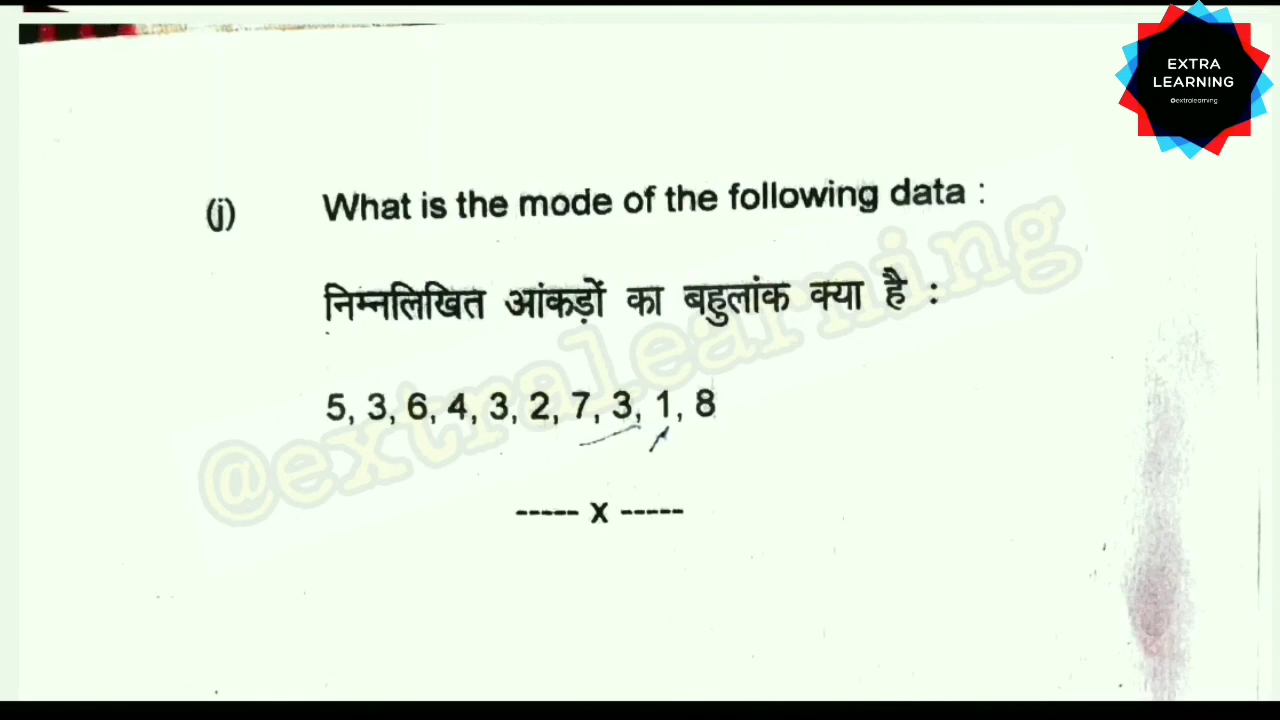 EXTRA
LEARNING
@extralearning
(j) What is the mode of the following data :
निम्नलिखित आंकड़ों का बहुलांक क्या है :
5, 3, 6, 4, 3, 2, 7, 3, 1, 8
@extralearning
----- x -----